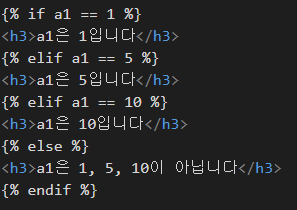 {% if a1 == 1 %}
<h3>a1은 1입니다</h3>
{% elif a1 == 5 %}
<h3>a1은 5입니다</h3>
{% elif a1 == 10 %}
<h3>a1은 10입니다</h3>
{% else %}
<h3>a1은 1, 5, 10이 아닙니다</h3>
{% endif %}